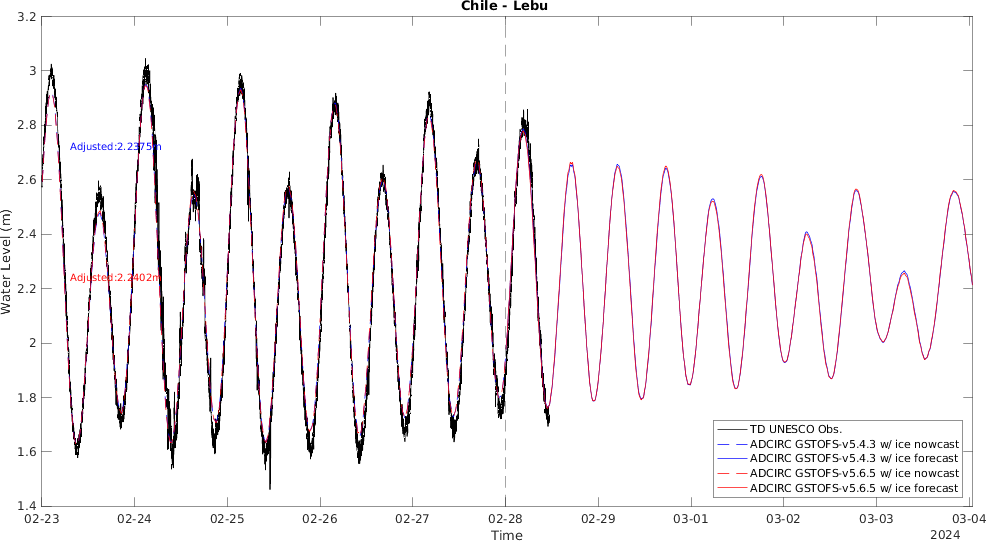 Chile - Lebu
3.2
3
2.8
2.6
2.4
2.2
2
1.8
1.6
1.4
Water Level (m)
Adjusted:2.2375m
Adjusted:2.2402m
TD UNESCO Obs.
ADCIRC GSTOFS-v5.4.3 w/ ice nowcast
ADCIRC GSTOFS-v5.4.3 w/ ice forecast
ADCIRC GSTOFS-v5.6.5 w/ ice nowcast
ADCIRC GSTOFS-v5.6.5 w/ ice forecast
02-23 02-24 02-25 02-26 02-27 02-28 02-29 03-01 03-02 03-03 03-04
Time
2024